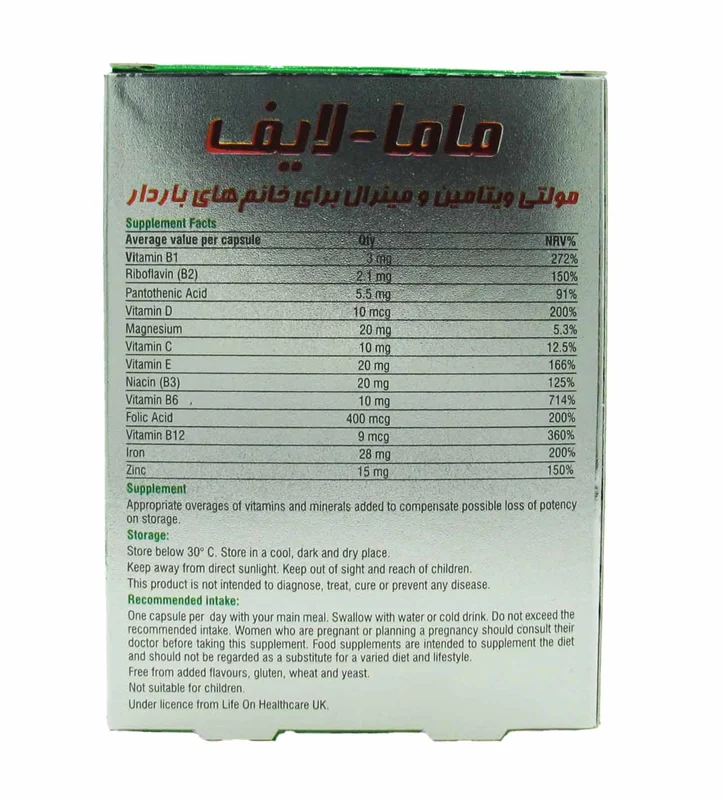 ماما-لایف
مولتی ویتامین و مینرال برای خانم های باردار
Supplement Facts
Average value per capsule Qty NRV%
Vitamin B1 3 mg 272%
Riboflavin (B2) 2.1 mg 150%
Pantothenic Acid 5.5 mg 91%
Vitamin D 10 mcg 200%
Magnesium 20 mg 5.3%
Vitamin C 10 mg 12.5%
Vitamin E 20 mg 166%
Niacin (B3) 20 mg 125%
Vitamin B6 10 mg 714%
Folic Acid 400 mcg 200%
Vitamin B12 9 mcg 360%
Iron 28 mg 200%
Zinc 15 mg 150%
Supplement
Appropriate overages of vitamins and minerals added to compensate possible loss of potency
on storage.
Storage:
Store below 30° C. Store in a cool, dark and dry place.
Keep away from direct sunlight. Keep out of sight and reach of children.
This product is not intended to diagnose, treat, cure or prevent any disease.
Recommended intake:
One capsule per day with your main meal. Swallow with water or cold drink. Do not exceed the
recommended intake. Women who are pregnant or planning a pregnancy should consult their
doctor before taking this supplement. Food supplements are intended to supplement the diet
and should not be regarded as a substitute for a varied diet and lifestyle.
Free from added flavours, gluten, wheat and yeast.
Not suitable for children.
Under licence from Life On Healthcare UK.